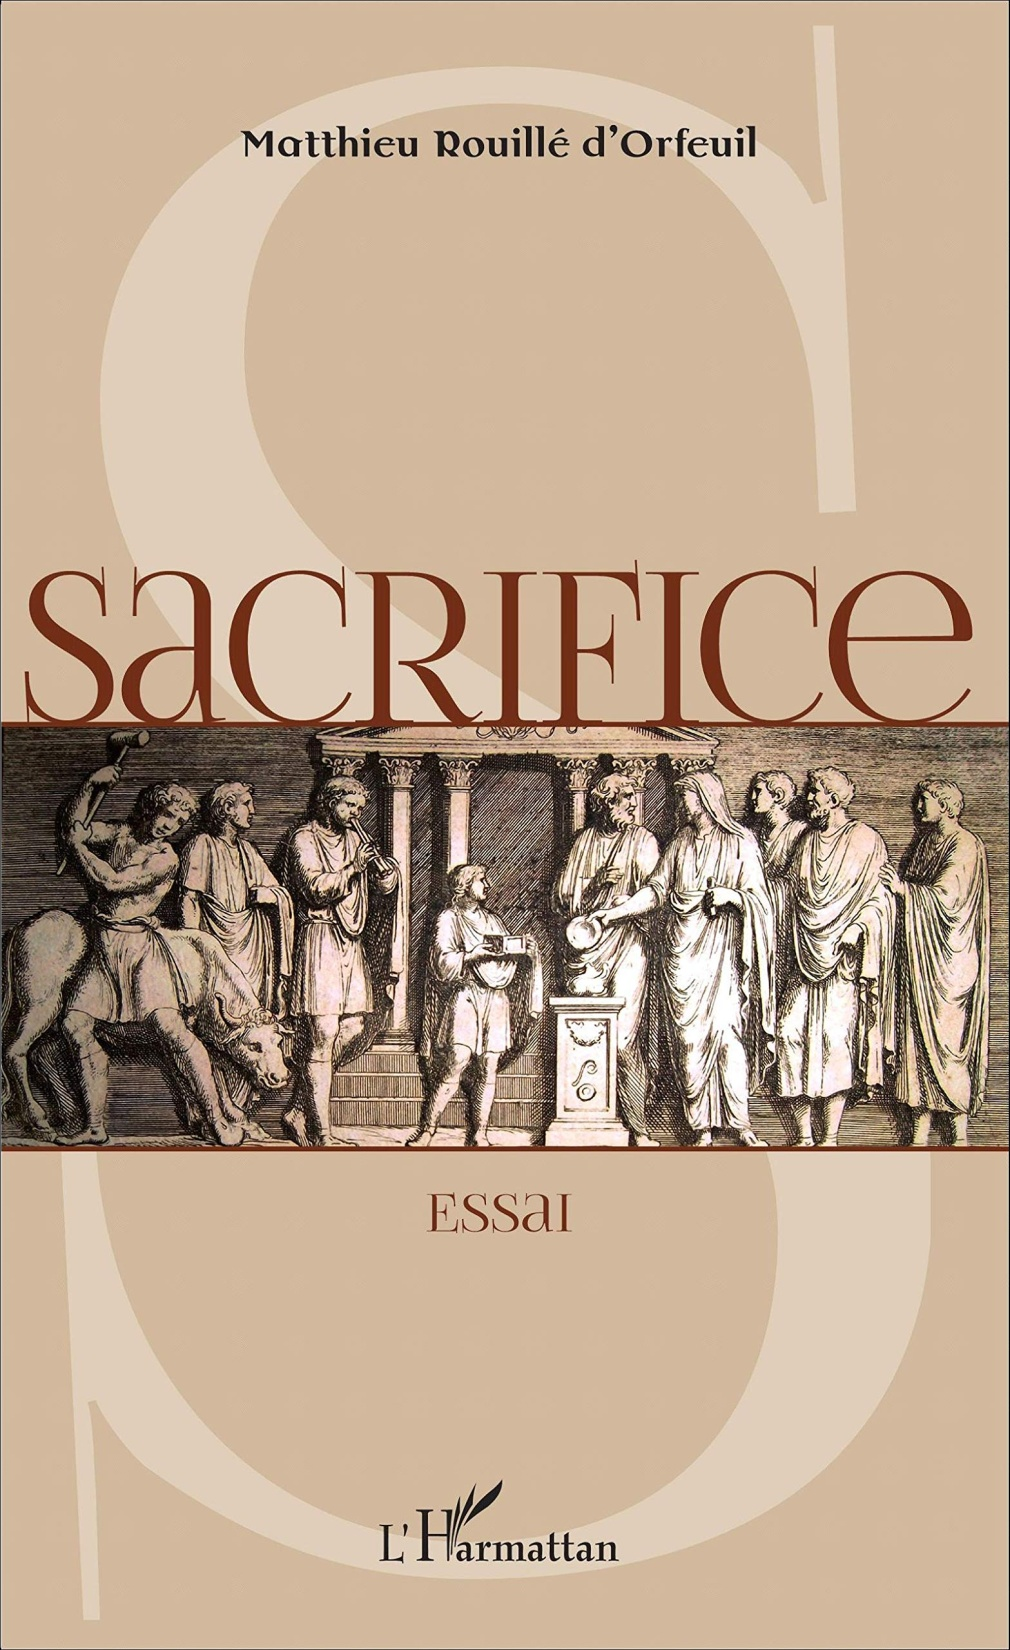 Matthieu Rouillé d'Orfeuil
SACRIFICE
ESSAI
L'Harmattan